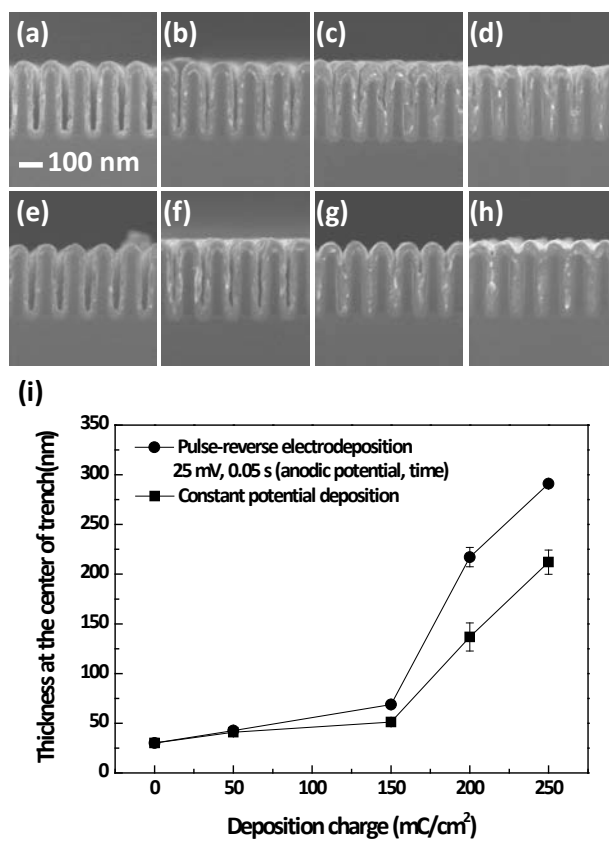 (a)
(b)
(c)
(d)
100 nm
(e)
(f)
(g)
(h)
(i)
350
300
250
200
150
100
50
0
Thickness at the center of trench(nm)
Pulse-reverse electrodeposition
25 mV, 0.05 s (anodic potential, time)
Constant potential deposition
0 50 100 150 200 250
Deposition charge (mC/cm²)